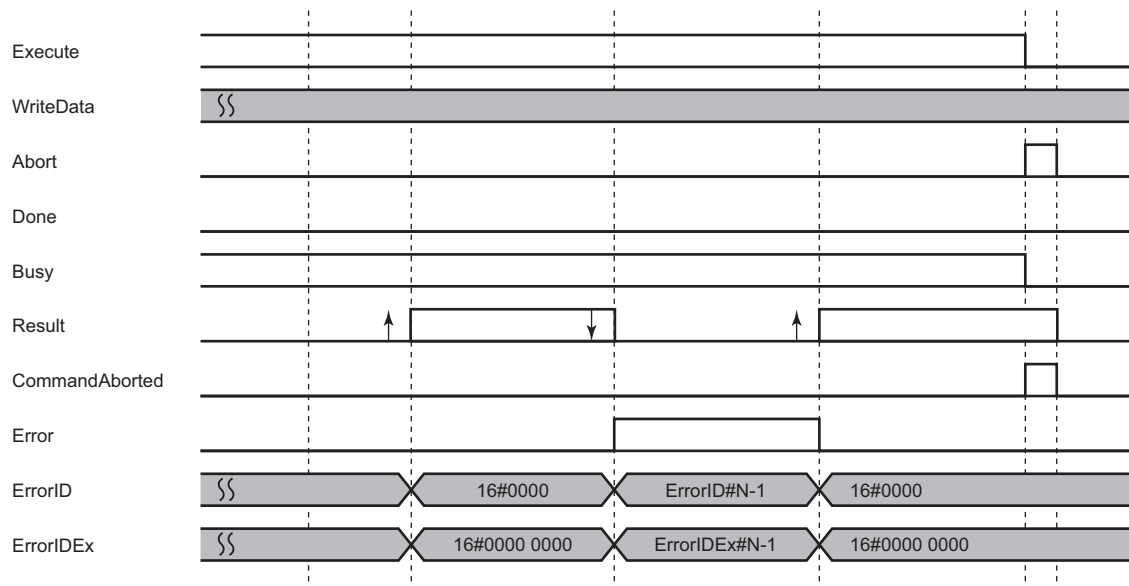 Execute
WriteData
Abort
Done
Busy
Result
CommandAborted
Error
ErrorID 16#0000 ErrorID#N-1 16#0000
ErrorIDEx 16#0000 0000 ErrorIDEx#N-1 16#0000 0000